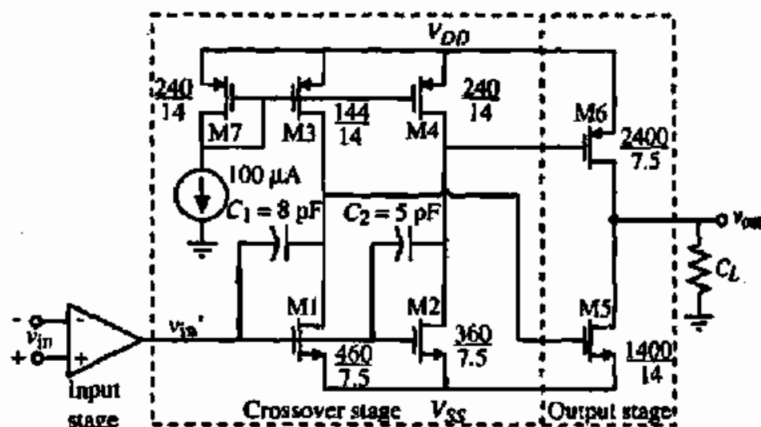 V_DD
240
14
M7
M3
144
14
M4
240
14
M6
2400
7.5
100 μA
C_1 = 8 pF
C_2 = 5 pF
v_out
C_L
M1
M2
M5
-
-
v_in
+
+
v_in'
460
7.5
360
7.5
1400
14
Input
stage
Crossover stage
V_SS
Output stage